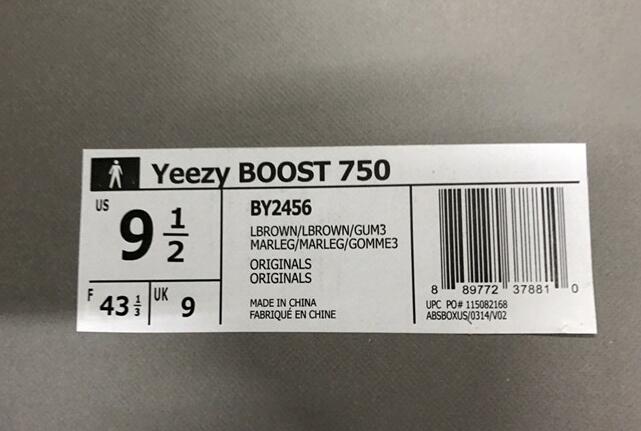 Yeezy BOOST 750
US 9 1/2
F 43 1/3 UK 9
BY2456
LBROWN/LBROWN/GUM3
MARLEG/MARLEG/GOMME3
ORIGINALS
ORIGINALS
MADE IN CHINA
FABRIQUÉ EN CHINE
8 89772 37881 0
UPC PO# 115082168
ABSBOXUS/0314/V02